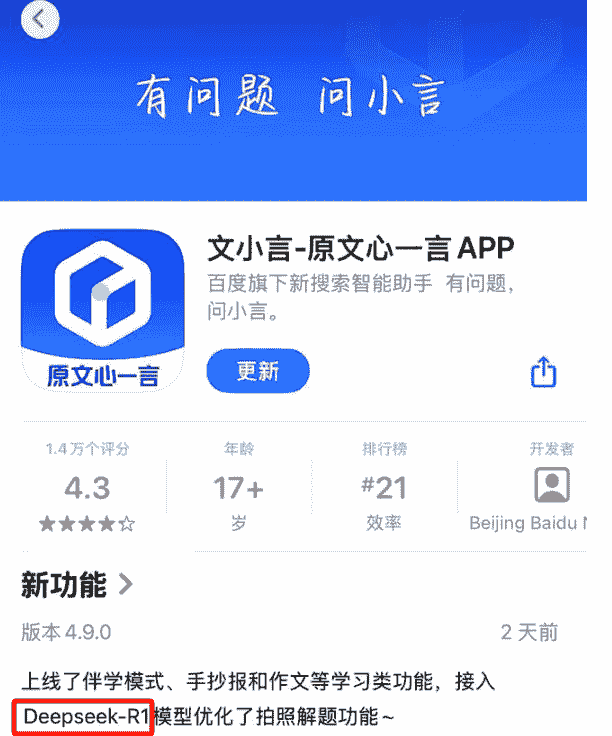 有问题 问小言
文小言-原文心一言APP
百度旗下新搜索智能助手 有问题，
问小言。
原文心一言
更新
1.4万个评分
年龄
排行榜
开发者
4.3
17+
#21
岁
效率
Beijing Baidu N
新功能
版本 4.9.0
2 天前
上线了伴学模式、手抄报和作文等学习类功能，接入
Deepseek-R1模型优化了拍照解题功能~